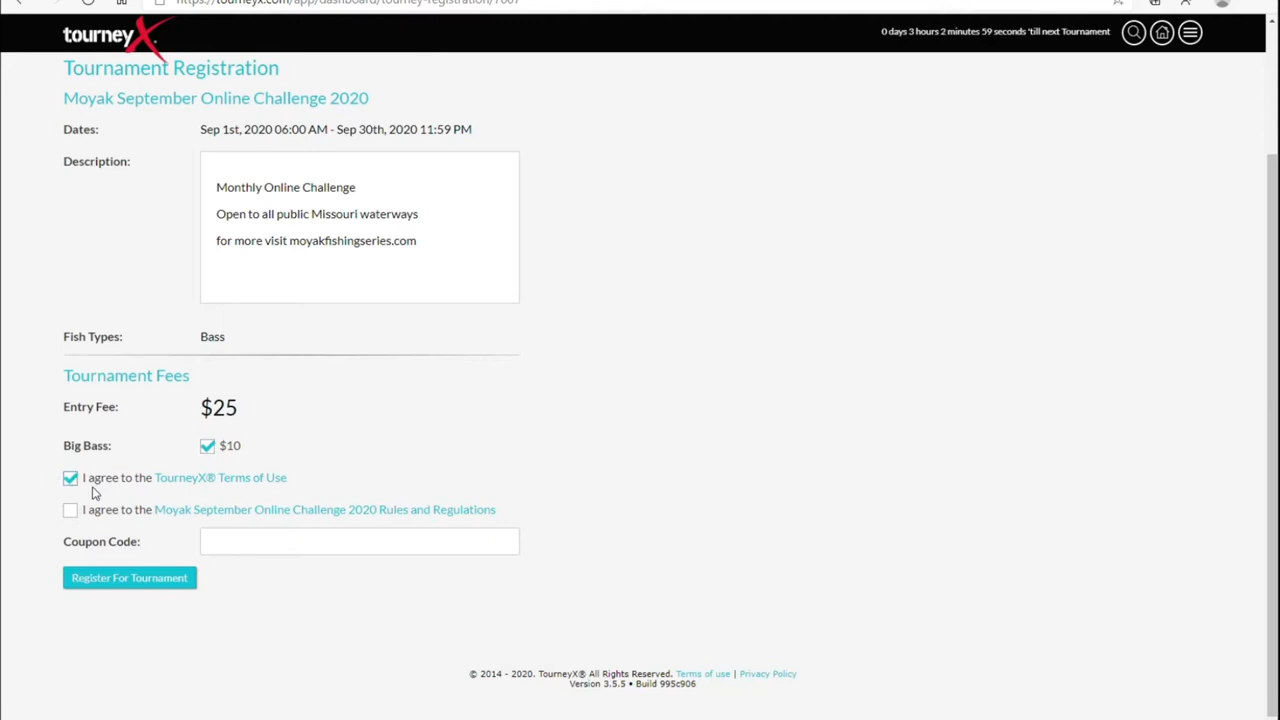 tourneyX.
0 days 3 hours 2 minutes 59 seconds 'till next Tournament
Tournament Registration
Moyak September Online Challenge 2020
Dates: Sep 1st, 2020 06:00 AM - Sep 30th, 2020 11:59 PM
Description:
Monthly Online Challenge
Open to all public Missouri waterways
for more visit moyakfishingseries.com
Fish Types: Bass
Tournament Fees
Entry Fee: $25
Big Bass: $10
I agree to the TourneyX® Terms of Use
I agree to the Moyak September Online Challenge 2020 Rules and Regulations
Coupon Code:
Register For Tournament
© 2014 - 2020. TourneyX® All Rights Reserved. Terms of use | Privacy Policy
Version 3.5.5 • Build 995c906